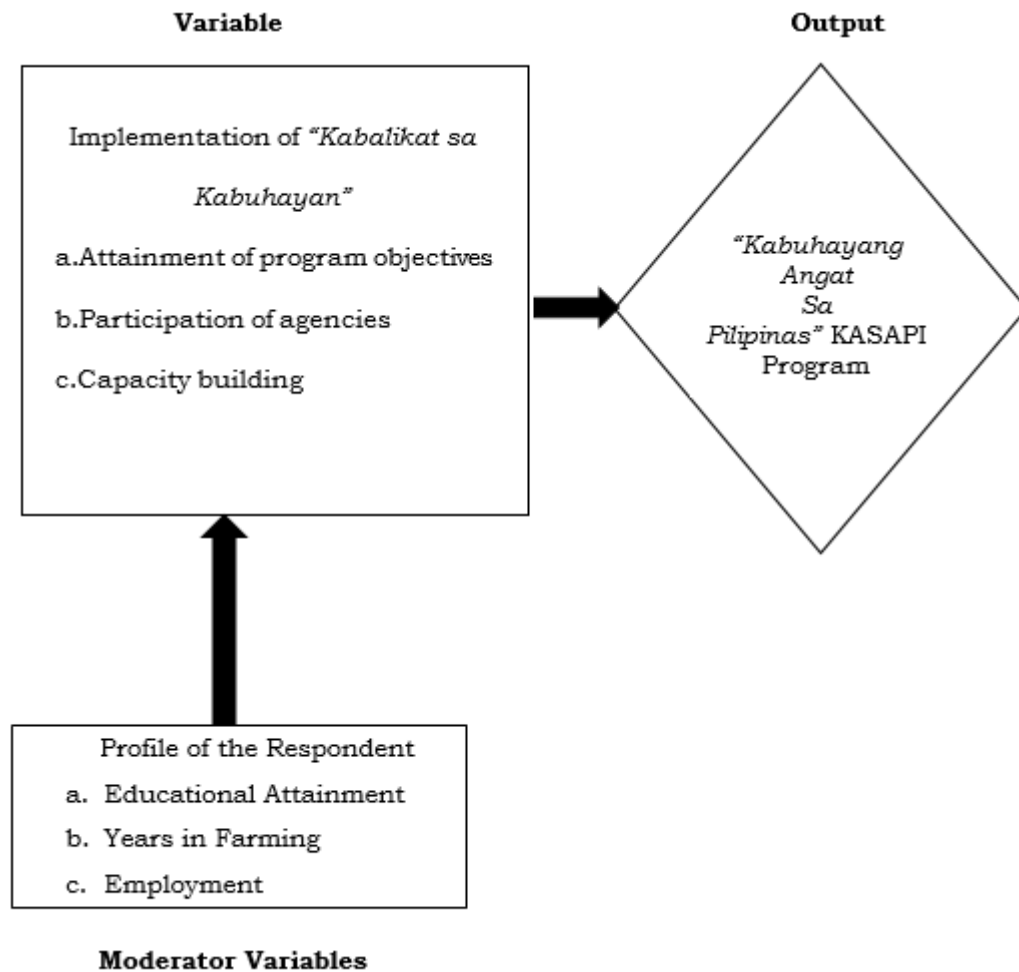 Variable
Output
Implementation of “Kabalikat sa
Kabuhayan”
a.Attainment of program objectives
b.Participation of agencies
c.Capacity building
“Kabuhayang
Angat
Sa
Pilipinas” KASAPI
Program
Profile of the Respondent
a. Educational Attainment
b. Years in Farming
c. Employment
Moderator Variables